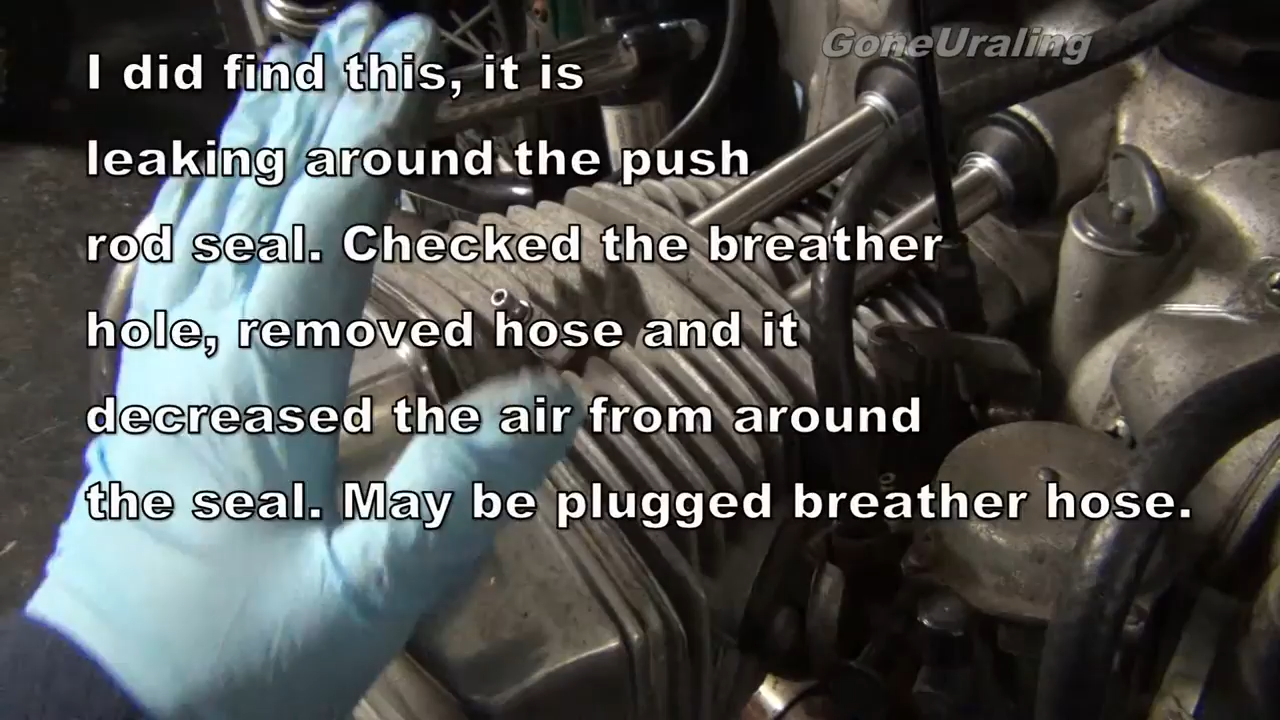 GoneUraling
I did find this, it is
leaking around the push
rod seal. Checked the breather
hole, removed hose and it
decreased the air from around
the seal. May be plugged breather hose.